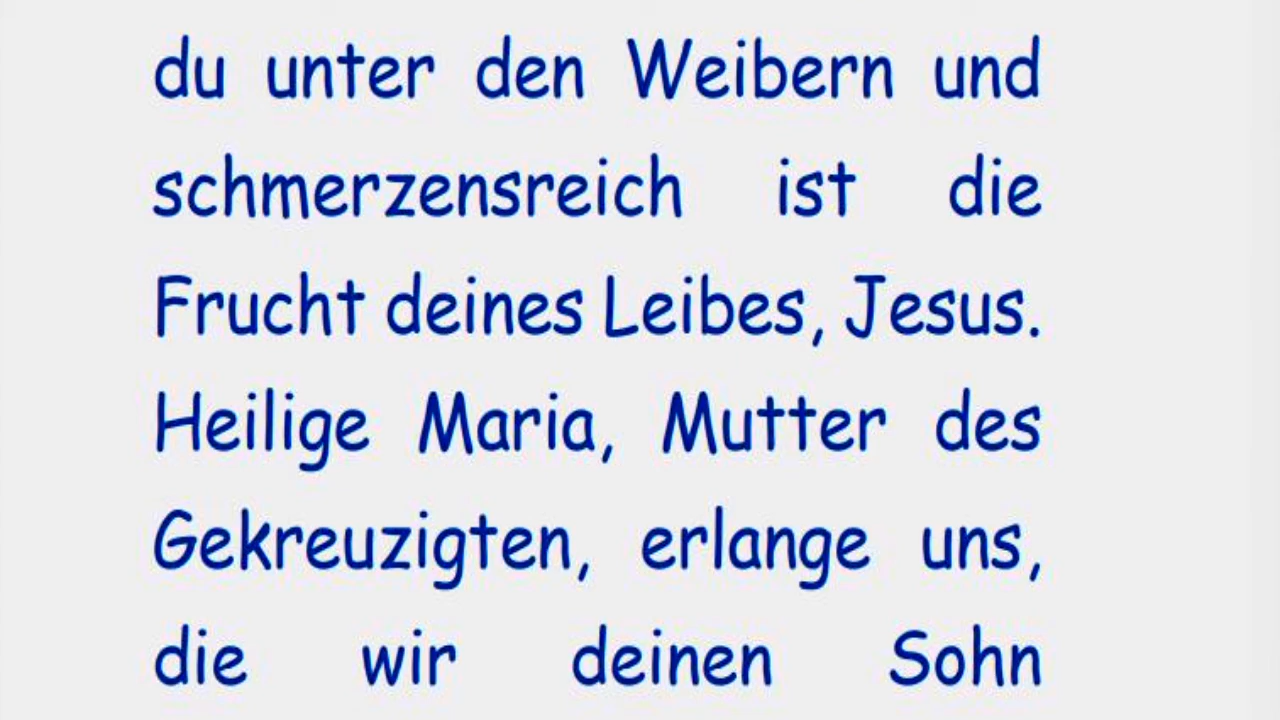 du unter den Weibern und
schmerzensreich ist die
Frucht deines Leibes, Jesus.
Heilige Maria, Mutter des
Gekreuzigten, erlange uns,
die wir deinen Sohn